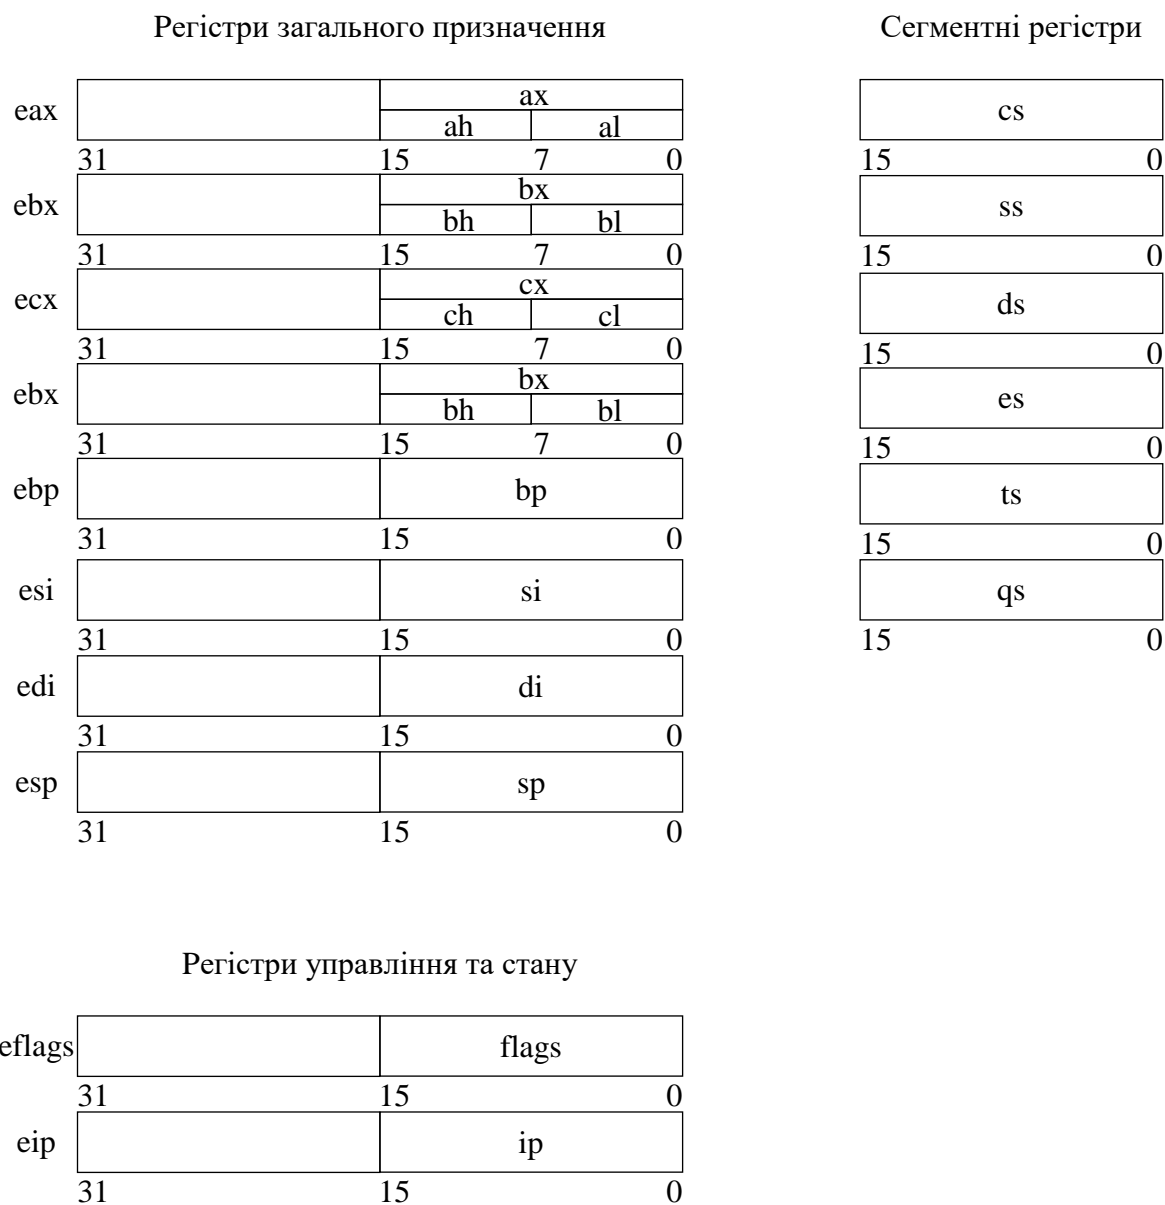 Регістри загального призначення
Сегментні регістри
eax
ax
ah al
31 15 7 0
ebx
bx
bh bl
31 15 7 0
ecx
cx
ch cl
31 15 7 0
ebx
bx
bh bl
31 15 7 0
ebp bp
31 15 0
esi si
31 15 0
edi di
31 15 0
esp sp
31 15 0
cs
15 0
ss
15 0
ds
15 0
es
15 0
ts
15 0
qs
15 0
Регістри управління та стану
eflags flags
31 15 0
eip ip
31 15 0